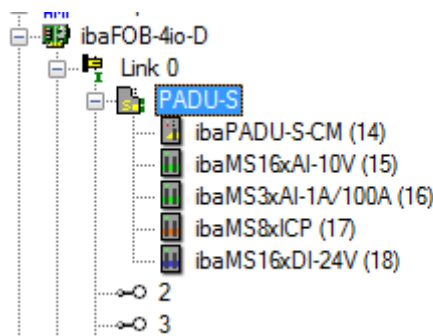 ibaFOB-4io-D
Link 0
PADU-S
ibaPADU-S-CM (14)
ibaMS16xAI-10V (15)
ibaMS3xAI-1A/100A (16)
ibaMS8xICP (17)
ibaMS16xDI-24V (18)
2
3